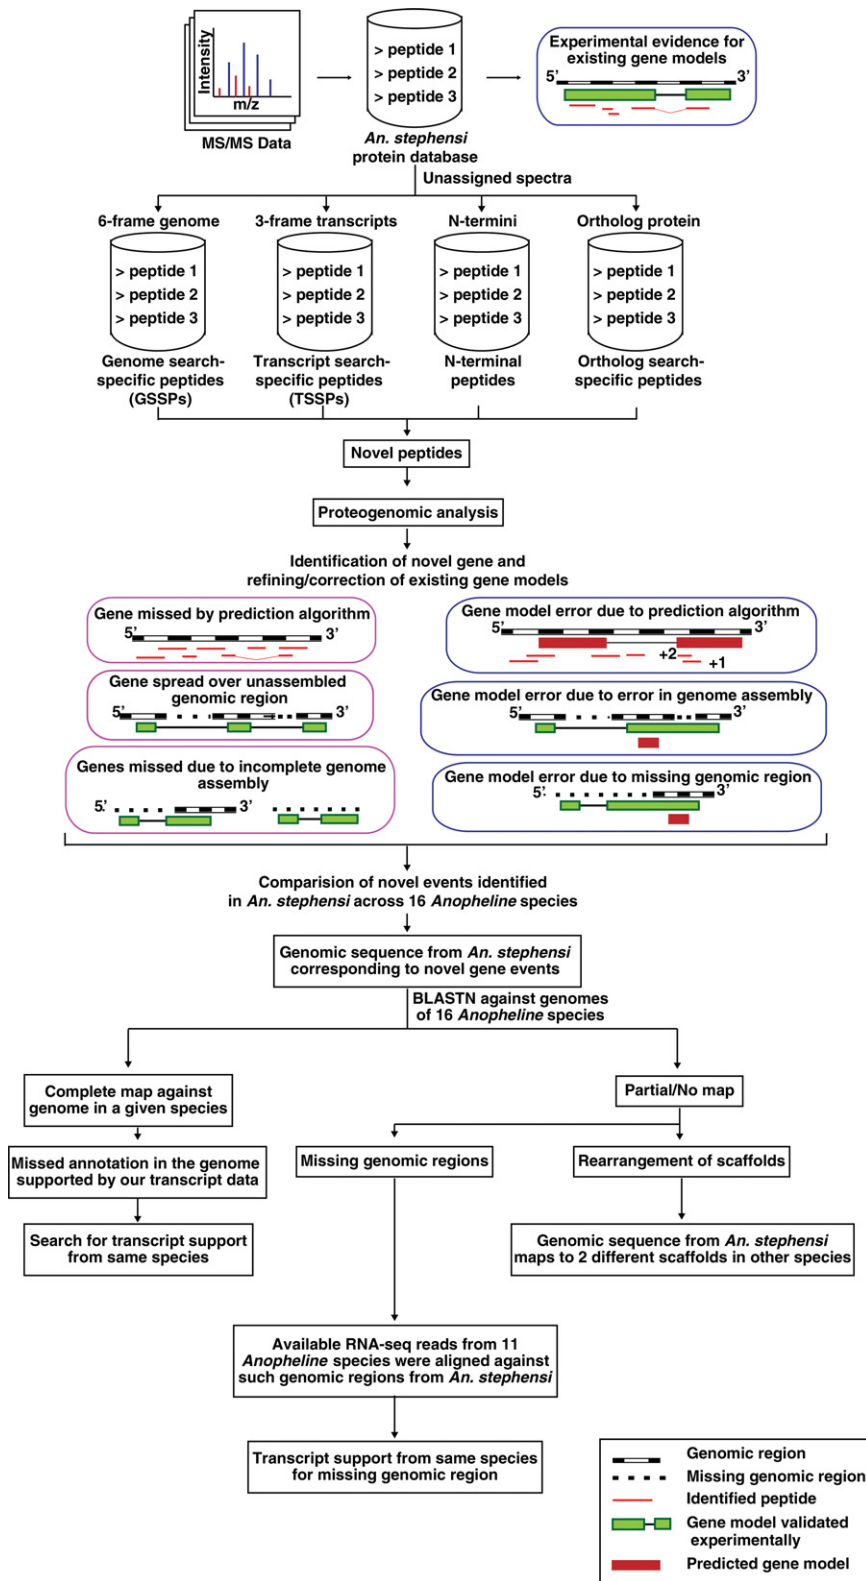 Intensity
m/z
MS/MS Data
> peptide 1
> peptide 2
> peptide 3
An. stephensi
protein database
Experimental evidence for
existing gene models
5’ 3’
Unassigned spectra
6-frame genome
> peptide 1
> peptide 2
> peptide 3
Genome search-
specific peptides
(GSSPs)
3-frame transcripts
> peptide 1
> peptide 2
> peptide 3
Transcript search-
specific peptides
(TSSPs)
N-termini
> peptide 1
> peptide 2
> peptide 3
N-terminal
peptides
Ortholog protein
> peptide 1
> peptide 2
> peptide 3
Ortholog search-
specific peptides
Novel peptides
Proteogenomic analysis
Identification of novel gene and
refining/correction of existing gene models
Gene missed by prediction algorithm
5’ 3’
Gene spread over unassembled
genomic region
5’ 3’
Genes missed due to incomplete genome
assembly
5’ 3’
Gene model error due to prediction algorithm
5’ 3’
+2
+1
Gene model error due to error in genome assembly
5’ 3’
Gene model error due to missing genomic region
5’ 3’
Comparision of novel events identified
in An. stephensi across 16 Anopheline species
Genomic sequence from An. stephensi
corresponding to novel gene events
BLASTN against genomes
of 16 Anopheline species
Complete map against
genome in a given species
Partial/No map
Missed annotation in the genome
supported by our transcript data
Missing genomic regions
Rearrangement of scaffolds
Search for transcript support
from same species
Genomic sequence from An. stephensi
maps to 2 different scaffolds in other species
Available RNA-seq reads from 11
Anopheline species were aligned against
such genomic regions from An. stephensi
Transcript support from same species
for missing genomic region
Genomic region
Missing genomic region
Identified peptide
Gene model validated
experimentally
Predicted gene model